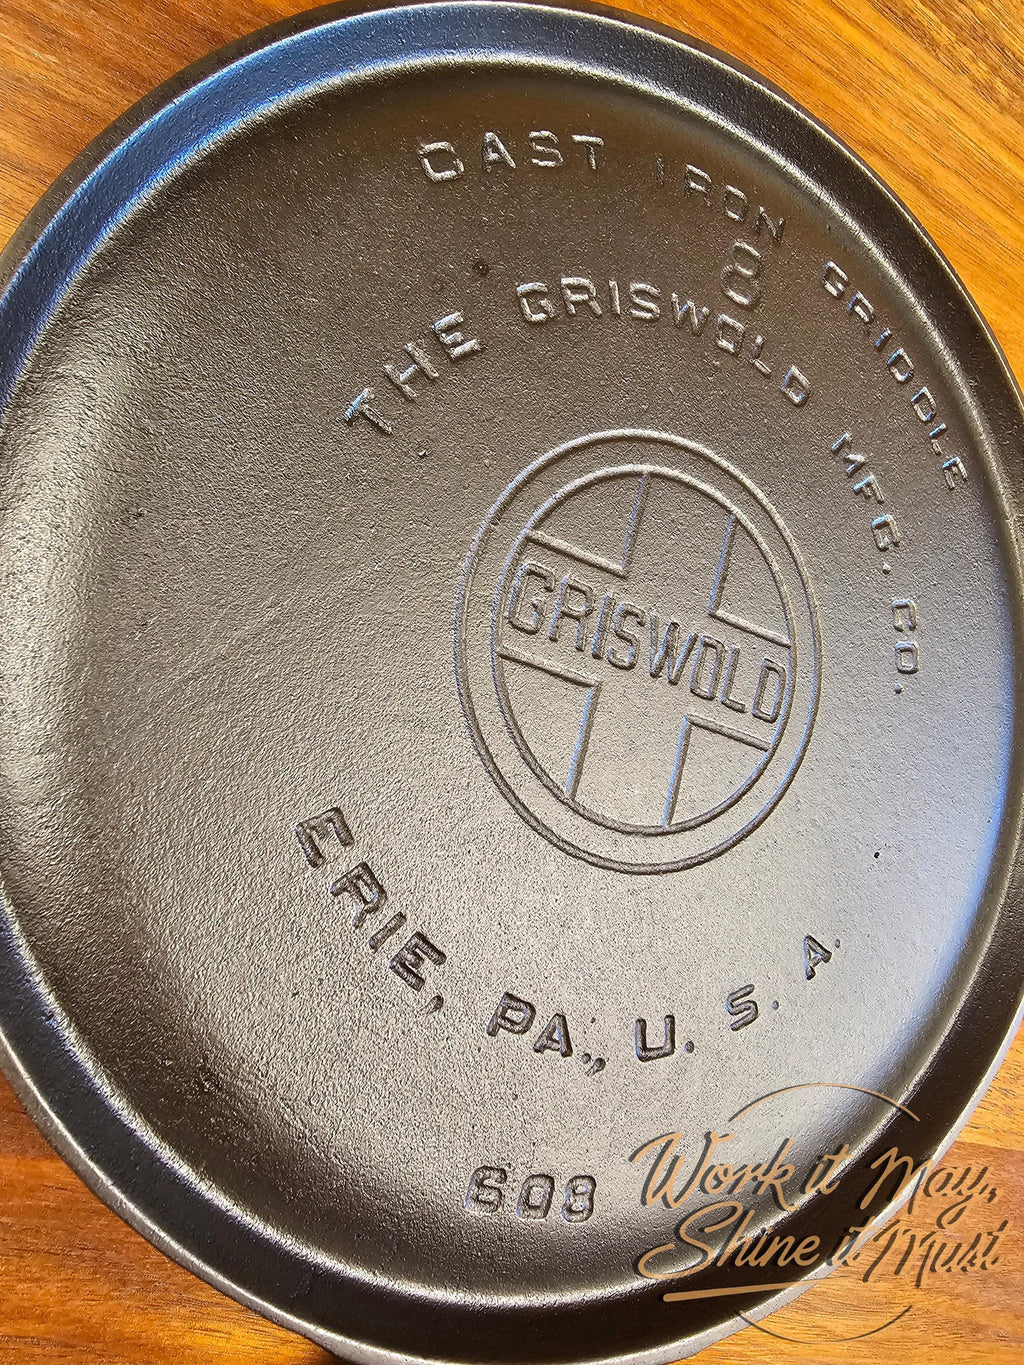 CAST IRON GRIDDLE
8
THE GRISWOLD MFG. CO.
GRISWOLD
ERIE, PA., U. S. A.
608
Work it May,
Shine it Must